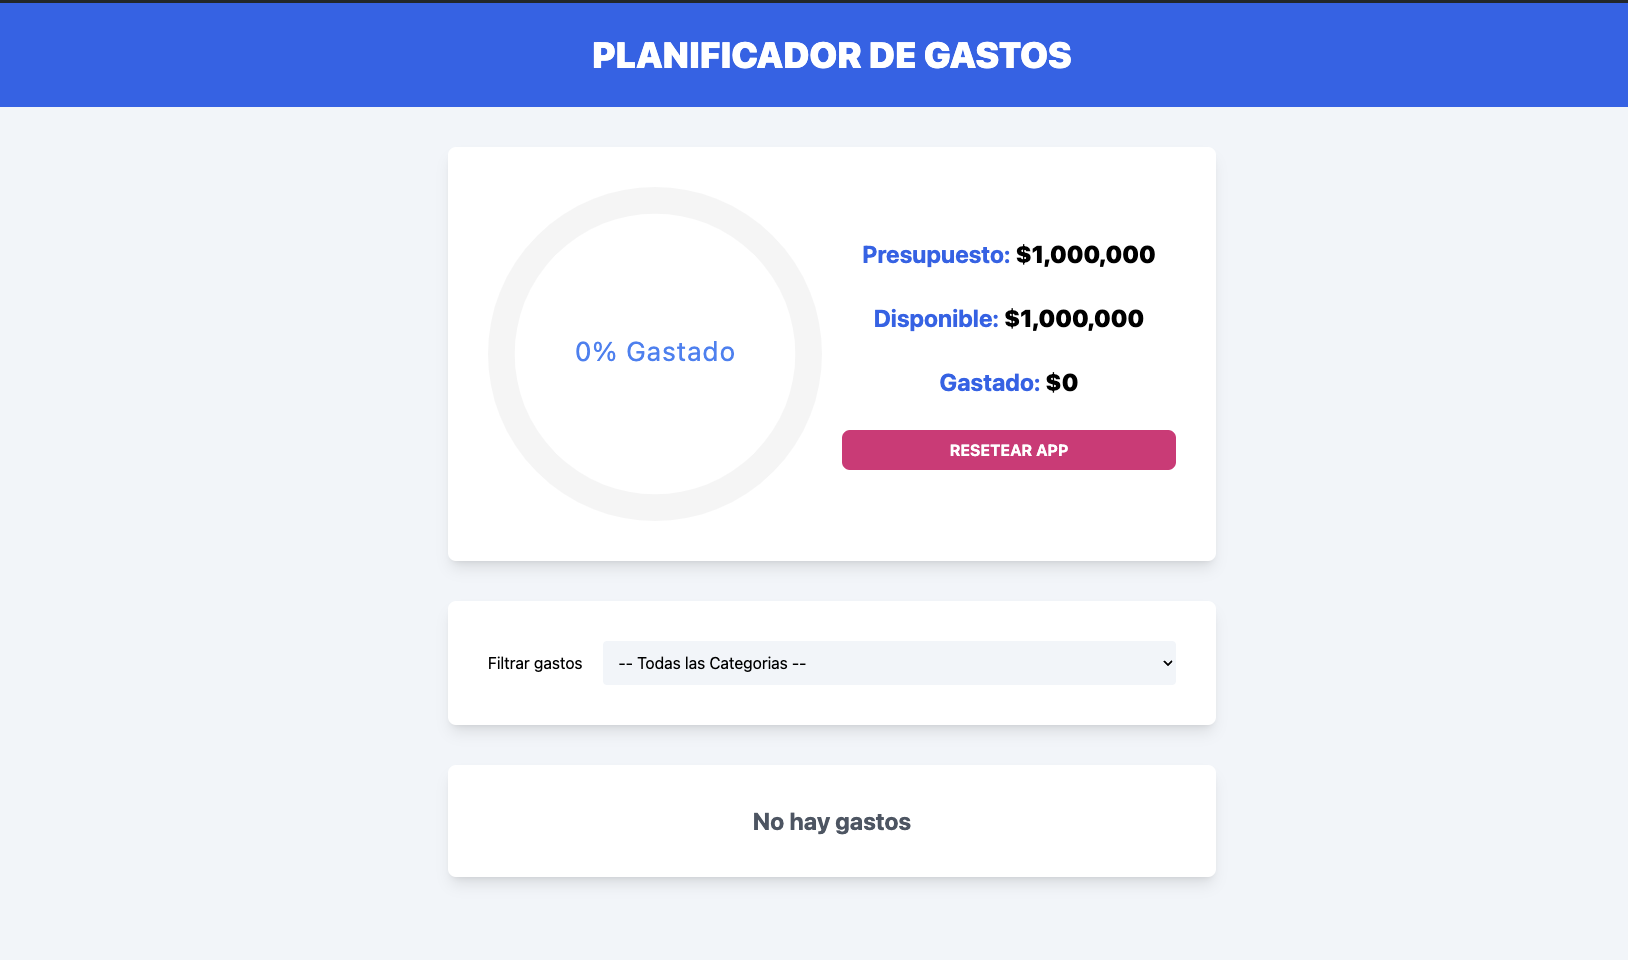 PLANIFICADOR DE GASTOS
0% Gastado
Presupuesto: $1,000,000
Disponible: $1,000,000
Gastado: $0
RESETEAR APP
Filtrar gastos
-- Todas las Categorias --
No hay gastos